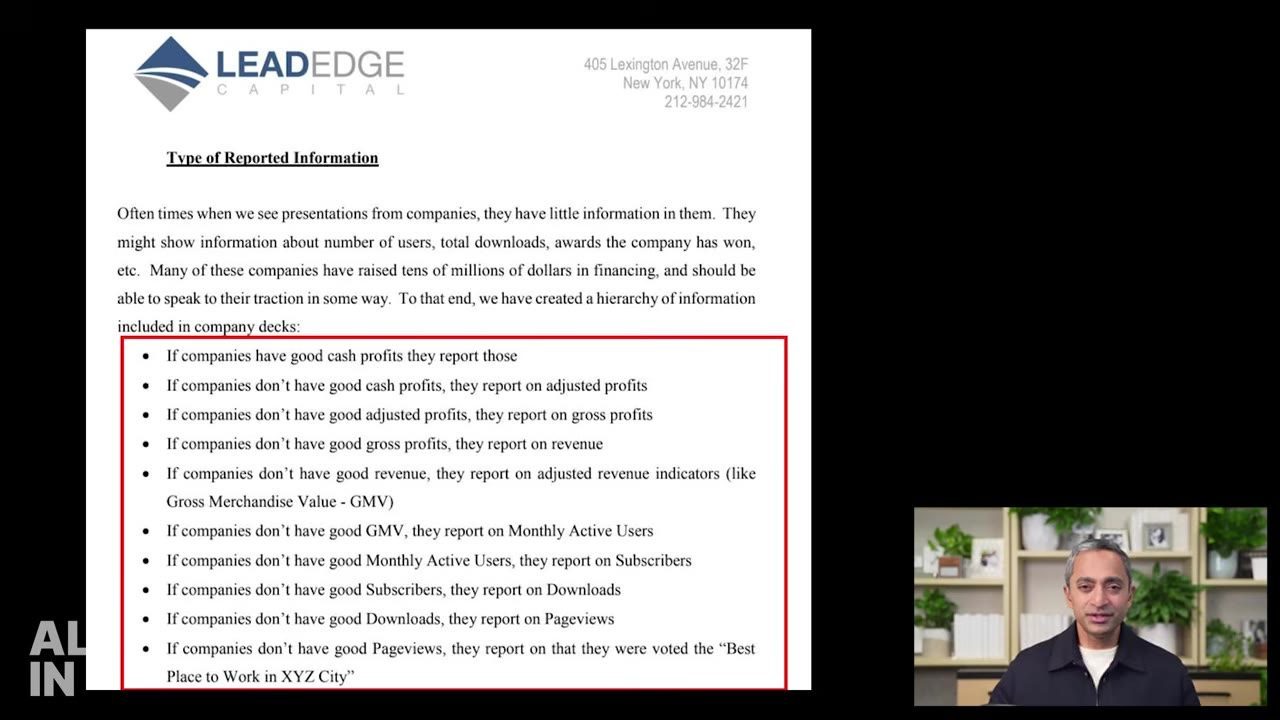 LEADEDGE
CAPITAL
405 Lexington Avenue, 32F
New York, NY 10174
212-984-2421
Type of Reported Information
Often times when we see presentations from companies, they have little information in them. They
might show information about number of users, total downloads, awards the company has won,
etc. Many of these companies have raised tens of millions of dollars in financing, and should be
able to speak to their traction in some way. To that end, we have created a hierarchy of information
included in company decks:
• If companies have good cash profits they report those
• If companies don’t have good cash profits, they report on adjusted profits
• If companies don’t have good adjusted profits, they report on gross profits
• If companies don’t have good gross profits, they report on revenue
• If companies don’t have good revenue, they report on adjusted revenue indicators (like
Gross Merchandise Value - GMV)
• If companies don’t have good GMV, they report on Monthly Active Users
• If companies don’t have good Monthly Active Users, they report on Subscribers
• If companies don’t have good Subscribers, they report on Downloads
• If companies don’t have good Downloads, they report on Pageviews
• If companies don’t have good Pageviews, they report on that they were voted the “Best
Place to Work in XYZ City”
AL
IN